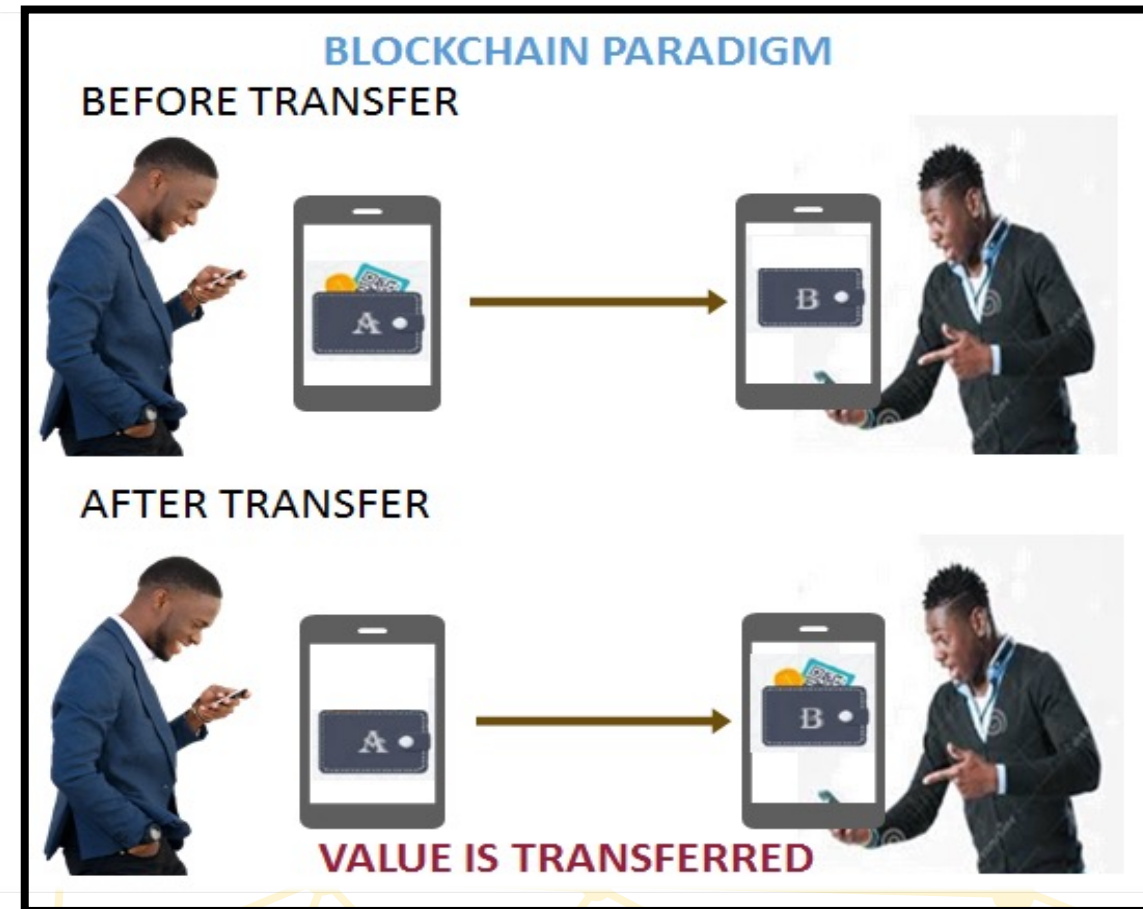 BLOCKCHAIN PARADIGM
BEFORE TRANSFER
A
B
AFTER TRANSFER
A
B
VALUE IS TRANSFERRED